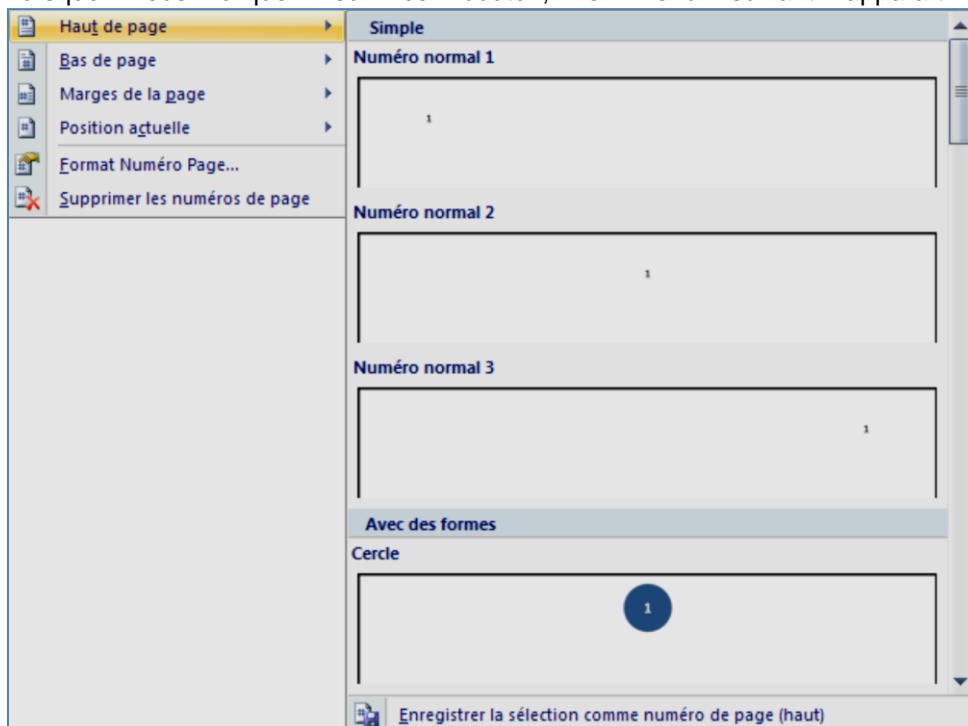 Haut de page
Bas de page
Marges de la page
Position actuelle
Format Numéro Page...
Supprimer les numéros de page
Simple
Numéro normal 1
1
Numéro normal 2
1
Numéro normal 3
1
Avec des formes
Cercle
1
Enregistrer la sélection comme numéro de page (haut)